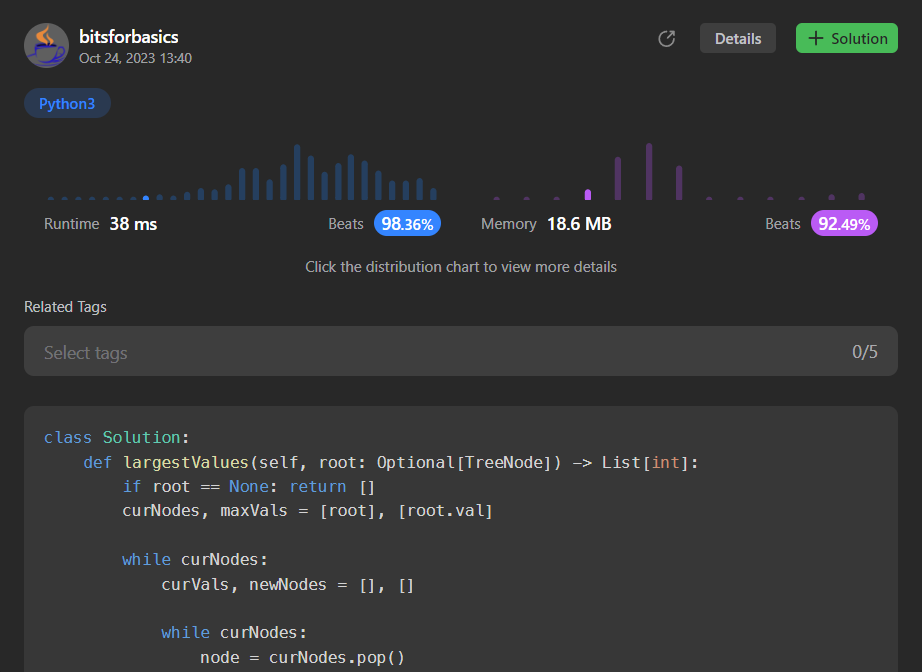 bitsforbasics
Oct 24, 2023 13:40
Details
+ Solution
Python3
Runtime 38 ms Beats 98.36% Memory 18.6 MB Beats 92.49%
Click the distribution chart to view more details
Related Tags
Select tags 0/5
class Solution:
    def largestValues(self, root: Optional[TreeNode]) -> List[int]:
        if root == None: return []
        curNodes, maxVals = [root], [root.val]
        while curNodes:
            curVals, newNodes = [], []
            while curNodes:
                node = curNodes.pop()